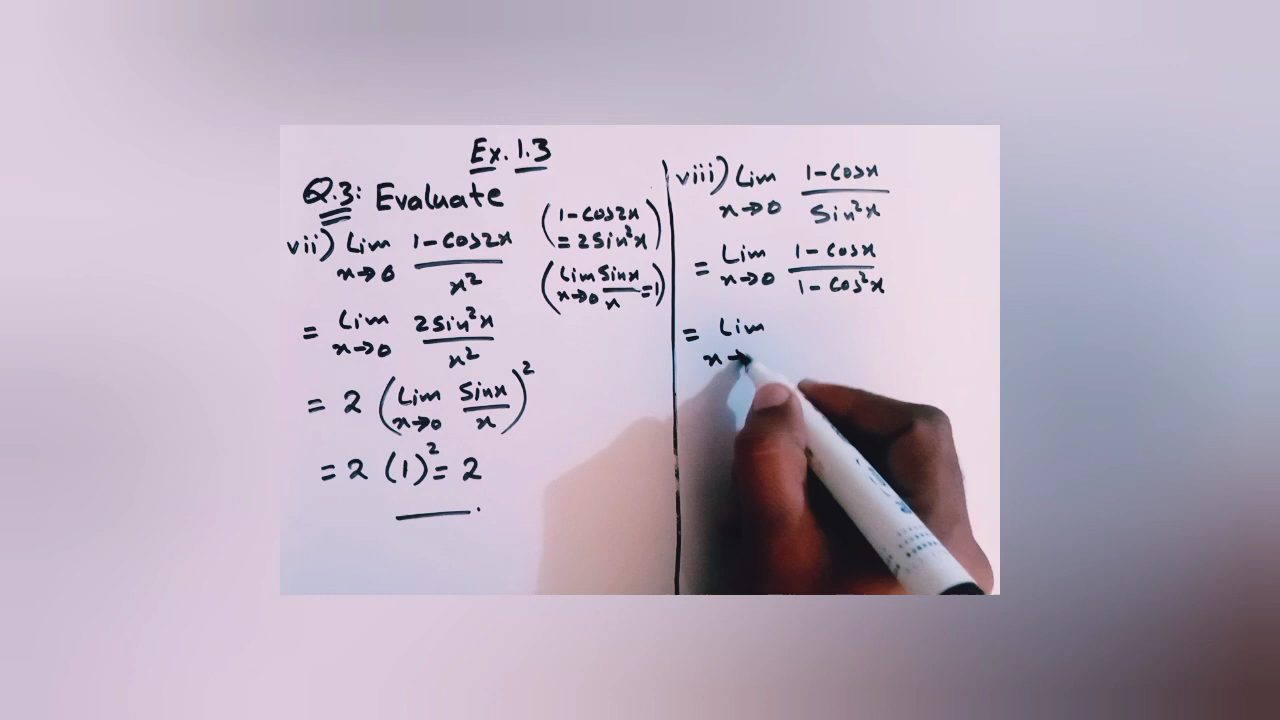 Ex. 1.3
Q.3: Evaluate
vii) Lim x→0 1-Cos2x / x²
(1-Cos2x = 2Sin²x)
(Lim x→0 Sinx / x = 1)
= Lim x→0 2Sin²x / x²
= 2 (Lim x→0 Sinx / x)²
= 2 (1)² = 2
viii) Lim x→0 1-Cosx / Sin²x
= Lim x→0 1-Cosx / 1-Cos²x
= Lim x→